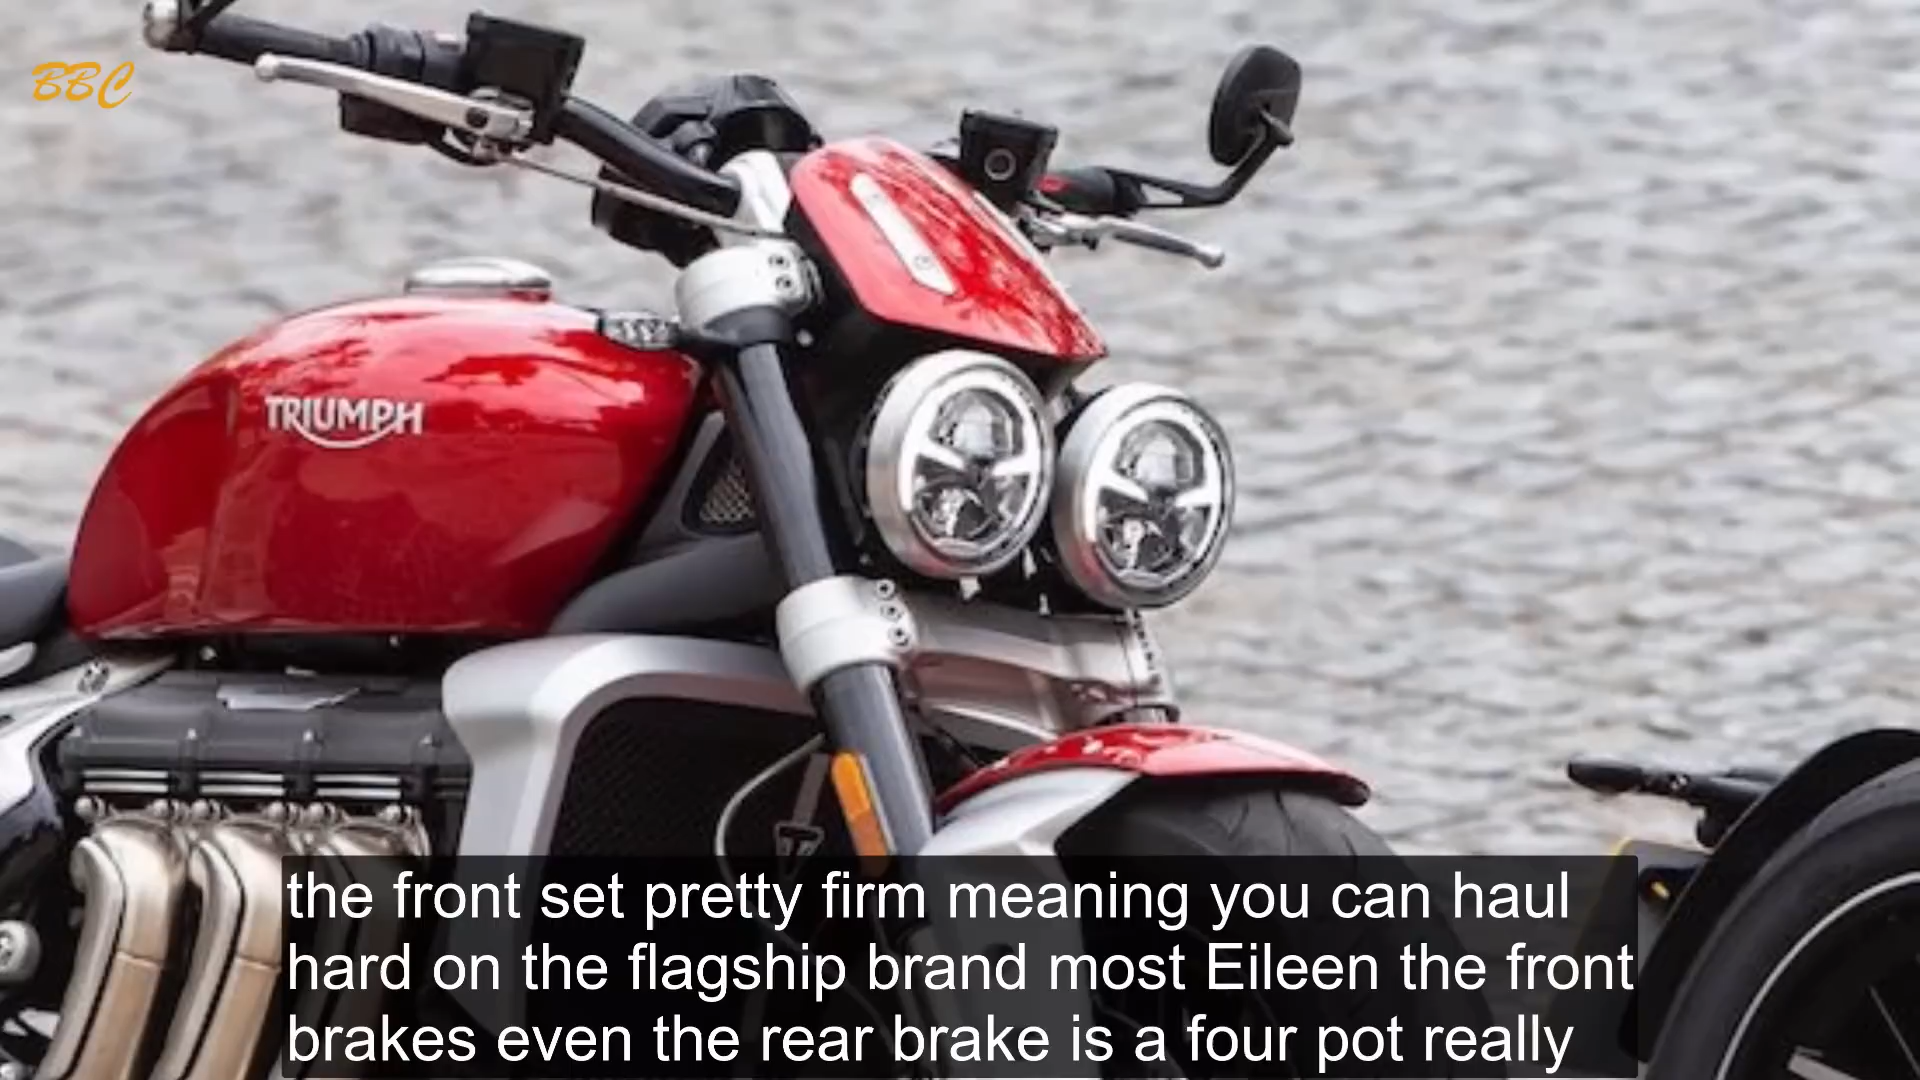 BBC
TRIUMPH
the front set pretty firm meaning you can haul
hard on the flagship brand most Eileen the front
brakes even the rear brake is a four pot really